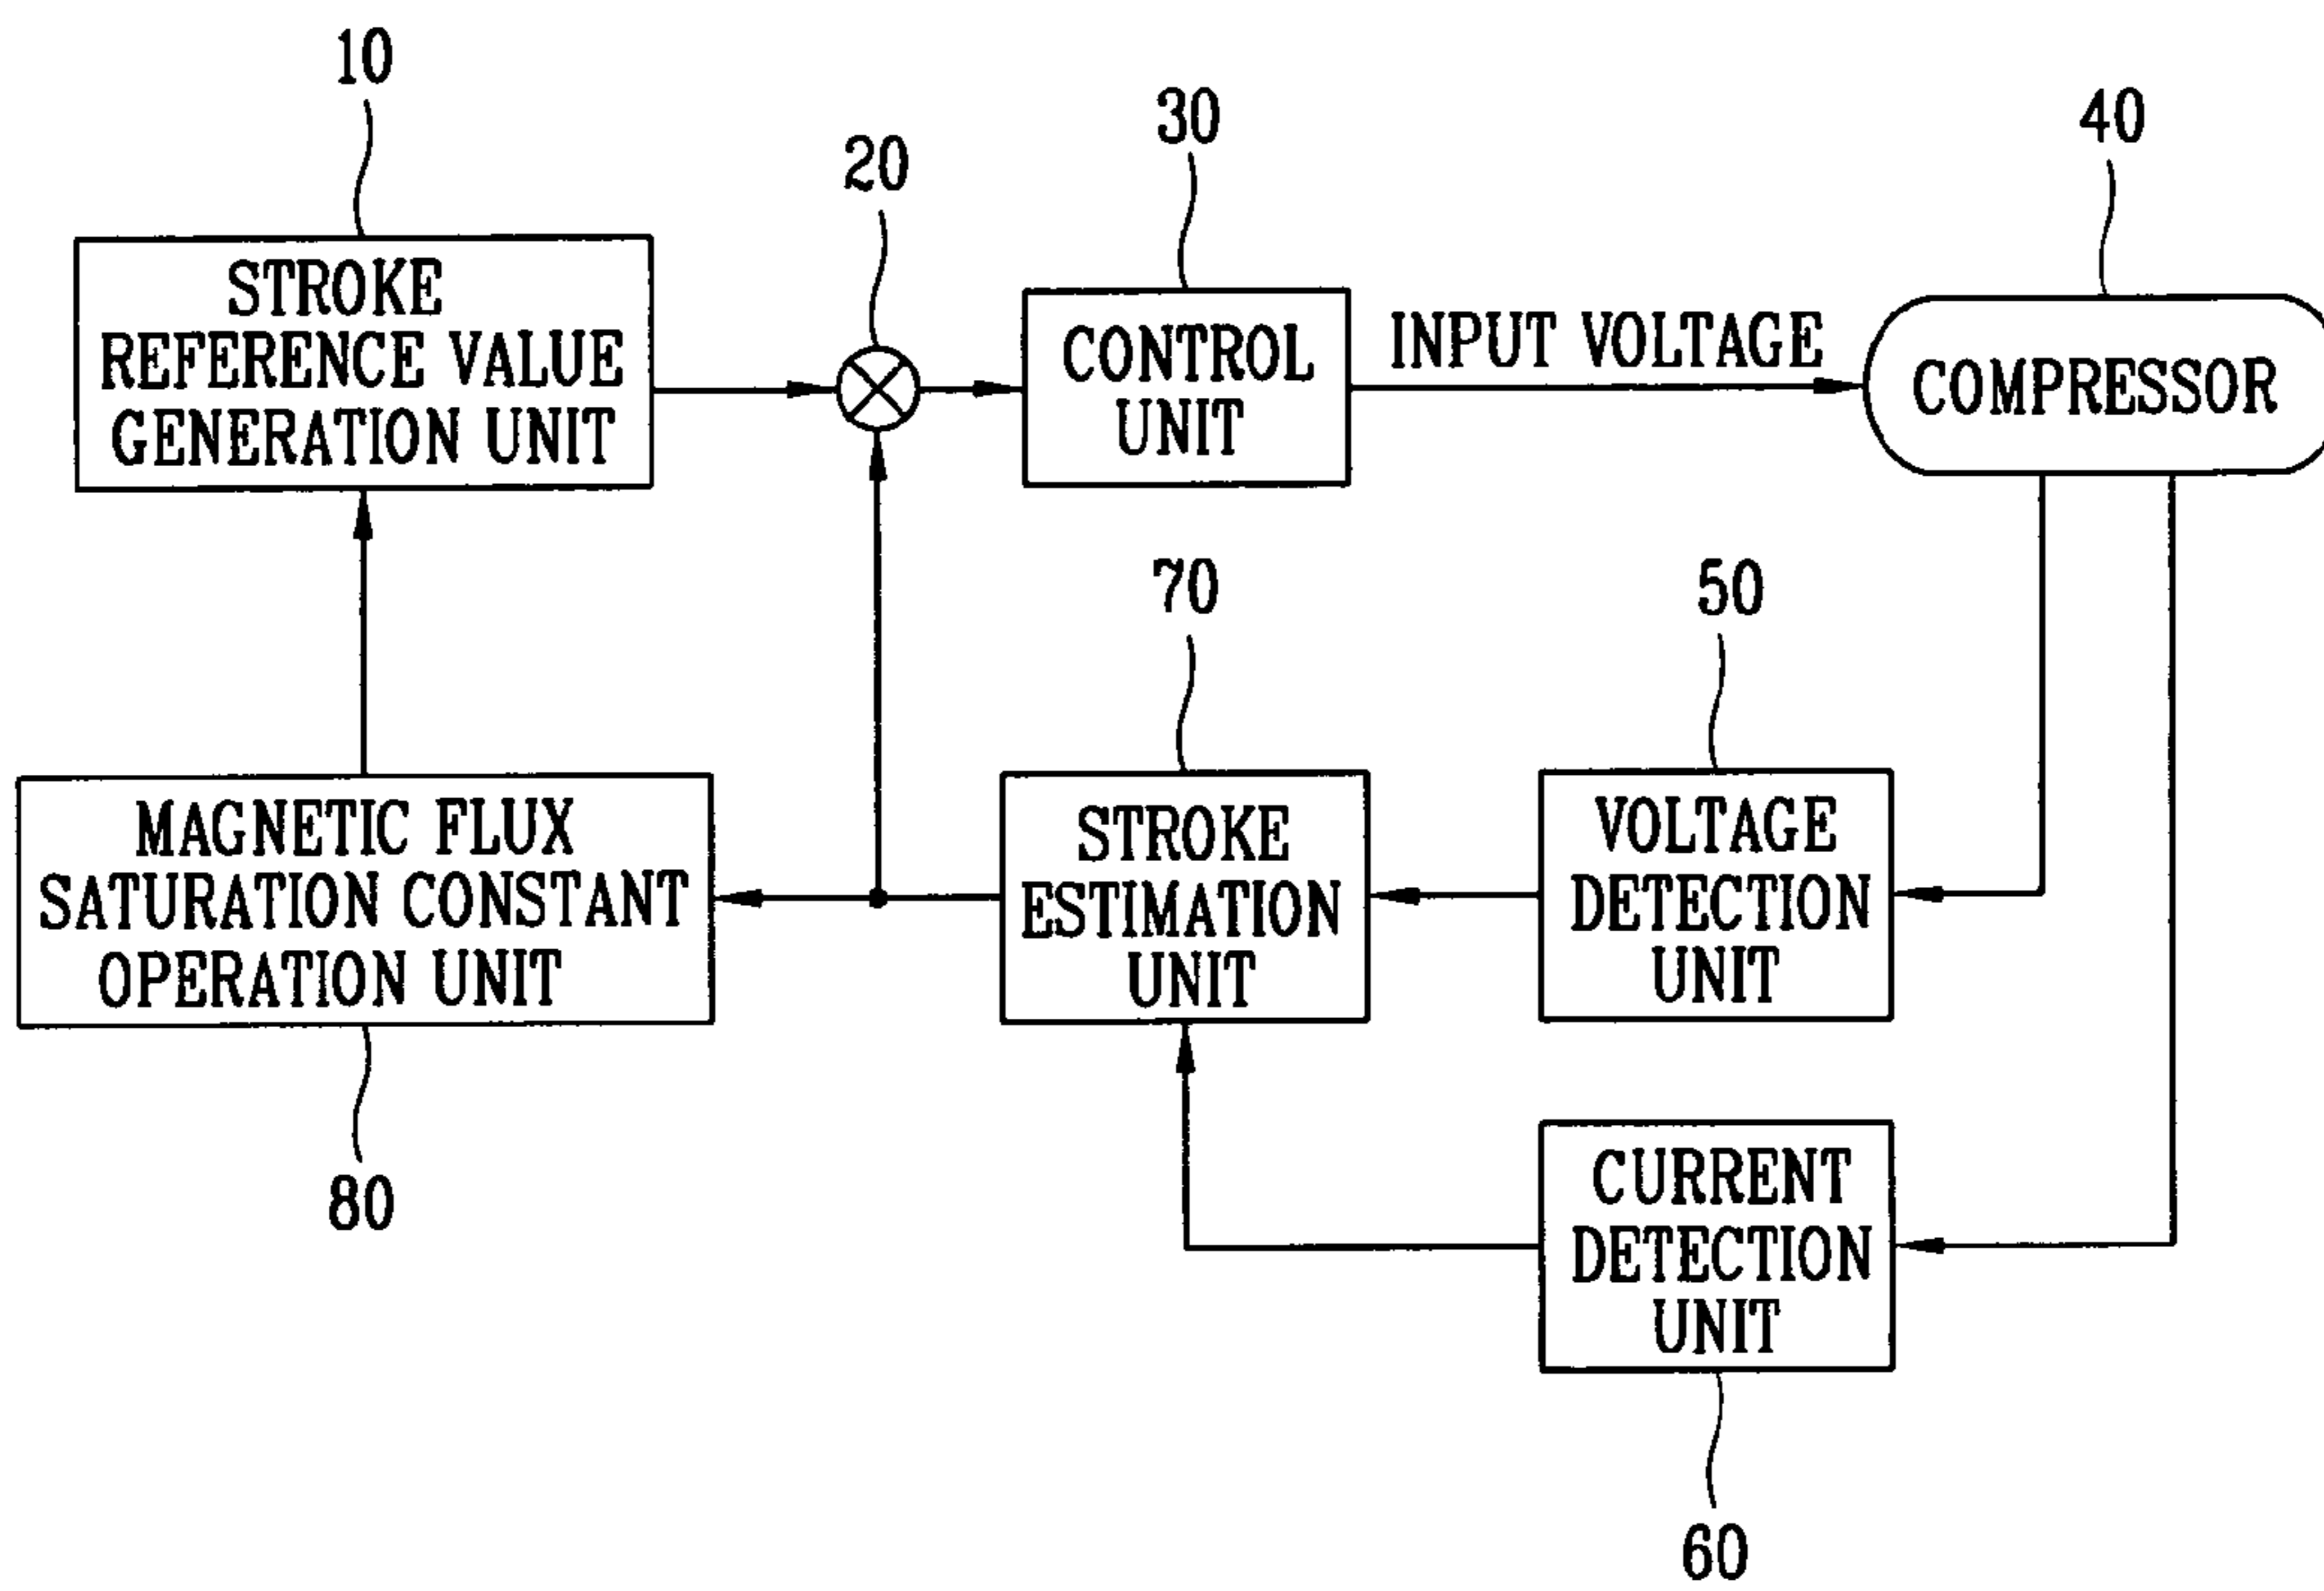 10
20
30
40
STROKE
REFERENCE VALUE
GENERATION UNIT
CONTROL
UNIT
INPUT VOLTAGE
COMPRESSOR
70
50
MAGNETIC FLUX
SATURATION CONSTANT
OPERATION UNIT
STROKE
ESTIMATION
UNIT
VOLTAGE
DETECTION
UNIT
80
CURRENT
DETECTION
UNIT
60